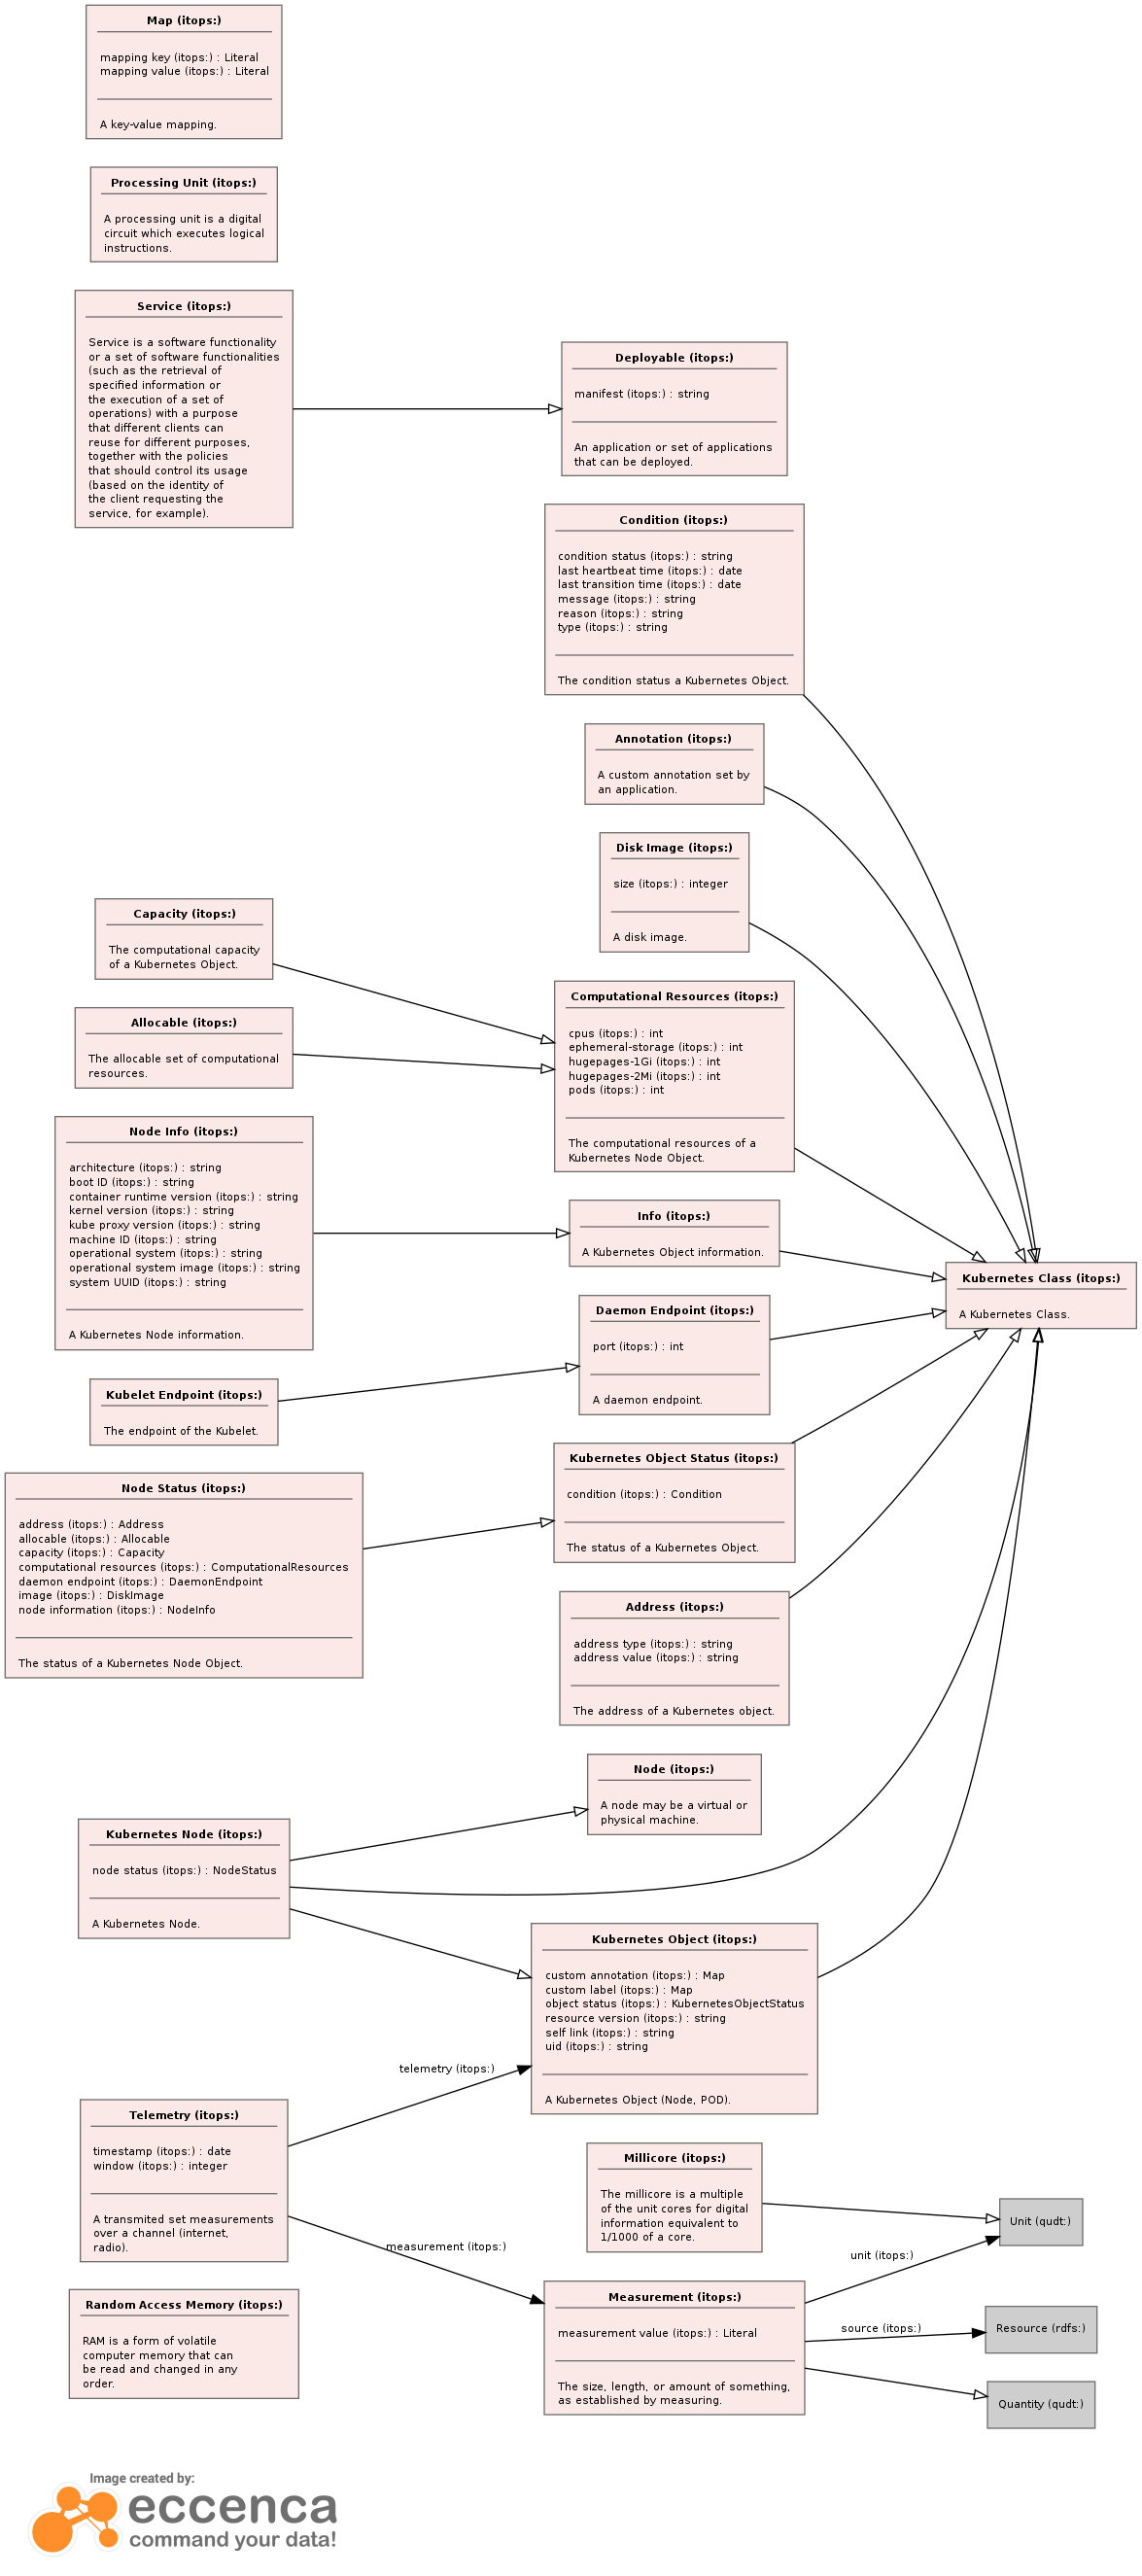 Map (itops:)
mapping key (itops:) : Literal
mapping value (itops:) : Literal
A key-value mapping.
Processing Unit (itops:)
A processing unit is a digital
circuit which executes logical
instructions.
Service (itops:)
Service is a software functionality
or a set of software functionalities
(such as the retrieval of
specified information or
the execution of a set of
operations) with a purpose
that different clients can
reuse for different purposes,
together with the policies
that should control its usage
(based on the identity of
the client requesting the
service, for example).
Deployable (itops:)
manifest (itops:) : string
An application or set of applications
that can be deployed.
Condition (itops:)
condition status (itops:) : string
last heartbeat time (itops:) : date
last transition time (itops:) : date
message (itops:) : string
reason (itops:) : string
type (itops:) : string
The condition status a Kubernetes Object.
Annotation (itops:)
A custom annotation set by
an application.
Disk Image (itops:)
size (itops:) : integer
A disk image.
Capacity (itops:)
The computational capacity
of a Kubernetes Object.
Allocable (itops:)
The allocable set of computational
resources.
Computational Resources (itops:)
cpus (itops:) : int
ephemeral-storage (itops:) : int
hugepages-1Gi (itops:) : int
hugepages-2Mi (itops:) : int
pods (itops:) : int
The computational resources of a
Kubernetes Node Object.
Node Info (itops:)
architecture (itops:) : string
boot ID (itops:) : string
container runtime version (itops:) : string
kernel version (itops:) : string
kube proxy version (itops:) : string
machine ID (itops:) : string
operational system (itops:) : string
operational system image (itops:) : string
system UUID (itops:) : string
A Kubernetes Node information.
Info (itops:)
A Kubernetes Object information.
Kubernetes Class (itops:)
A Kubernetes Class.
Daemon Endpoint (itops:)
port (itops:) : int
A daemon endpoint.
Kubelet Endpoint (itops:)
The endpoint of the Kubelet.
Kubernetes Object Status (itops:)
condition (itops:) : Condition
The status of a Kubernetes Object.
Node Status (itops:)
address (itops:) : Address
allocable (itops:) : Allocable
capacity (itops:) : Capacity
computational resources (itops:) : ComputationalResources
daemon endpoint (itops:) : DaemonEndpoint
image (itops:) : DiskImage
node information (itops:) : NodeInfo
The status of a Kubernetes Node Object.
Address (itops:)
address type (itops:) : string
address value (itops:) : string
The address of a Kubernetes object.
Node (itops:)
A node may be a virtual or
physical machine.
Kubernetes Node (itops:)
node status (itops:) : NodeStatus
A Kubernetes Node.
Kubernetes Object (itops:)
custom annotation (itops:) : Map
custom label (itops:) : Map
object status (itops:) : KubernetesObjectStatus
resource version (itops:) : string
self link (itops:) : string
uid (itops:) : string
A Kubernetes Object (Node, POD).
telemetry (itops:)
Telemetry (itops:)
timestamp (itops:) : date
window (itops:) : integer
A transmited set measurements
over a channel (internet,
radio).
measurement (itops:)
Millicore (itops:)
The millicore is a multiple
of the unit cores for digital
information equivalent to
1/1000 of a core.
Unit (qudt:)
unit (itops:)
Random Access Memory (itops:)
RAM is a form of volatile
computer memory that can
be read and changed in any
order.
Measurement (itops:)
measurement value (itops:) : Literal
The size, length, or amount of something,
as established by measuring.
source (itops:)
Resource (rdfs:)
Quantity (qudt:)
Image created by:
eccenca
command your data!